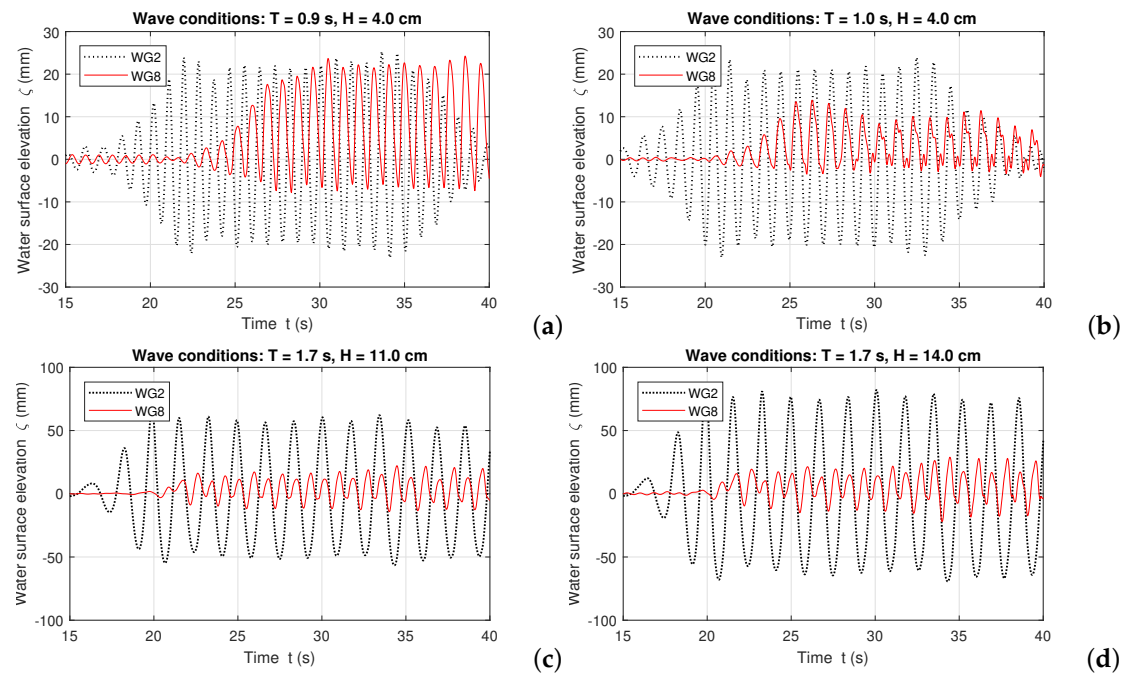 Wave conditions: T = 0.9 s, H = 4.0 cm
Water surface elevation ζ (mm)
30
20
10
0
-10
-20
-30
WG2
WG8
15 20 25 30 35 40
Time t (s)
(a)
Wave conditions: T = 1.0 s, H = 4.0 cm
Water surface elevation ζ (mm)
30
20
10
0
-10
-20
-30
WG2
WG8
15 20 25 30 35 40
Time t (s)
(b)
Wave conditions: T = 1.7 s, H = 11.0 cm
Water surface elevation ζ (mm)
100
50
0
-50
-100
WG2
WG8
15 20 25 30 35 40
Time t (s)
(c)
Wave conditions: T = 1.7 s, H = 14.0 cm
Water surface elevation ζ (mm)
100
50
0
-50
-100
WG2
WG8
15 20 25 30 35 40
Time t (s)
(d)